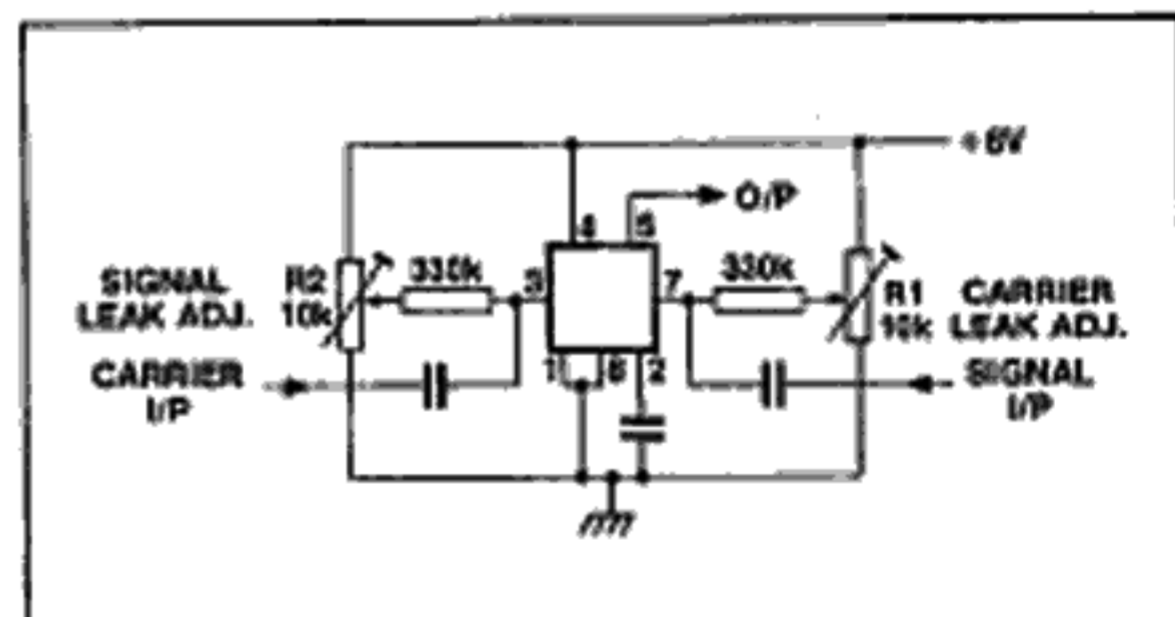 +6V
O/P
4
5
SIGNAL
LEAK ADJ.
R2
10k
330k
3
7
330k
R1
10k
CARRIER
LEAK ADJ.
CARRIER
I/P
1
8
2
SIGNAL
I/P